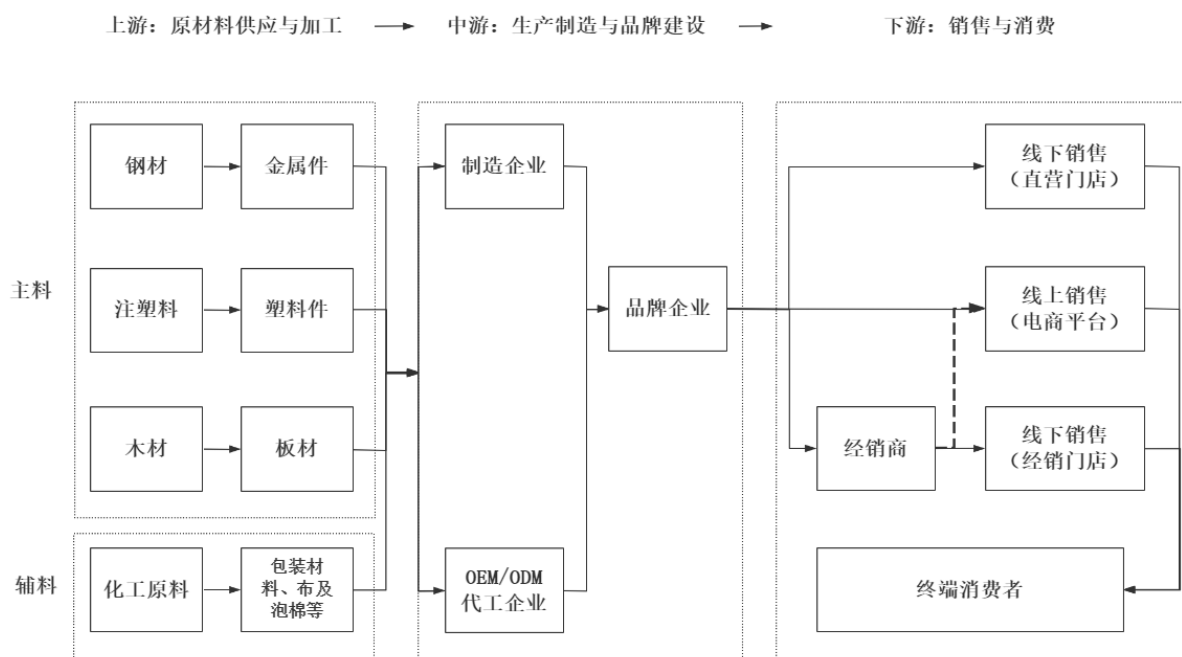 上游：原材料供应与加工
中游：生产制造与品牌建设
下游：销售与消费
主料
钢材
金属件
注塑料
塑料件
木材
板材
辅料
化工原料
包装材
料、布及
泡棉等
制造企业
品牌企业
OEM/ODM
代工企业
线下销售
（直营门店）
线上销售
（电商平台）
经销商
线下销售
（经销门店）
终端消费者